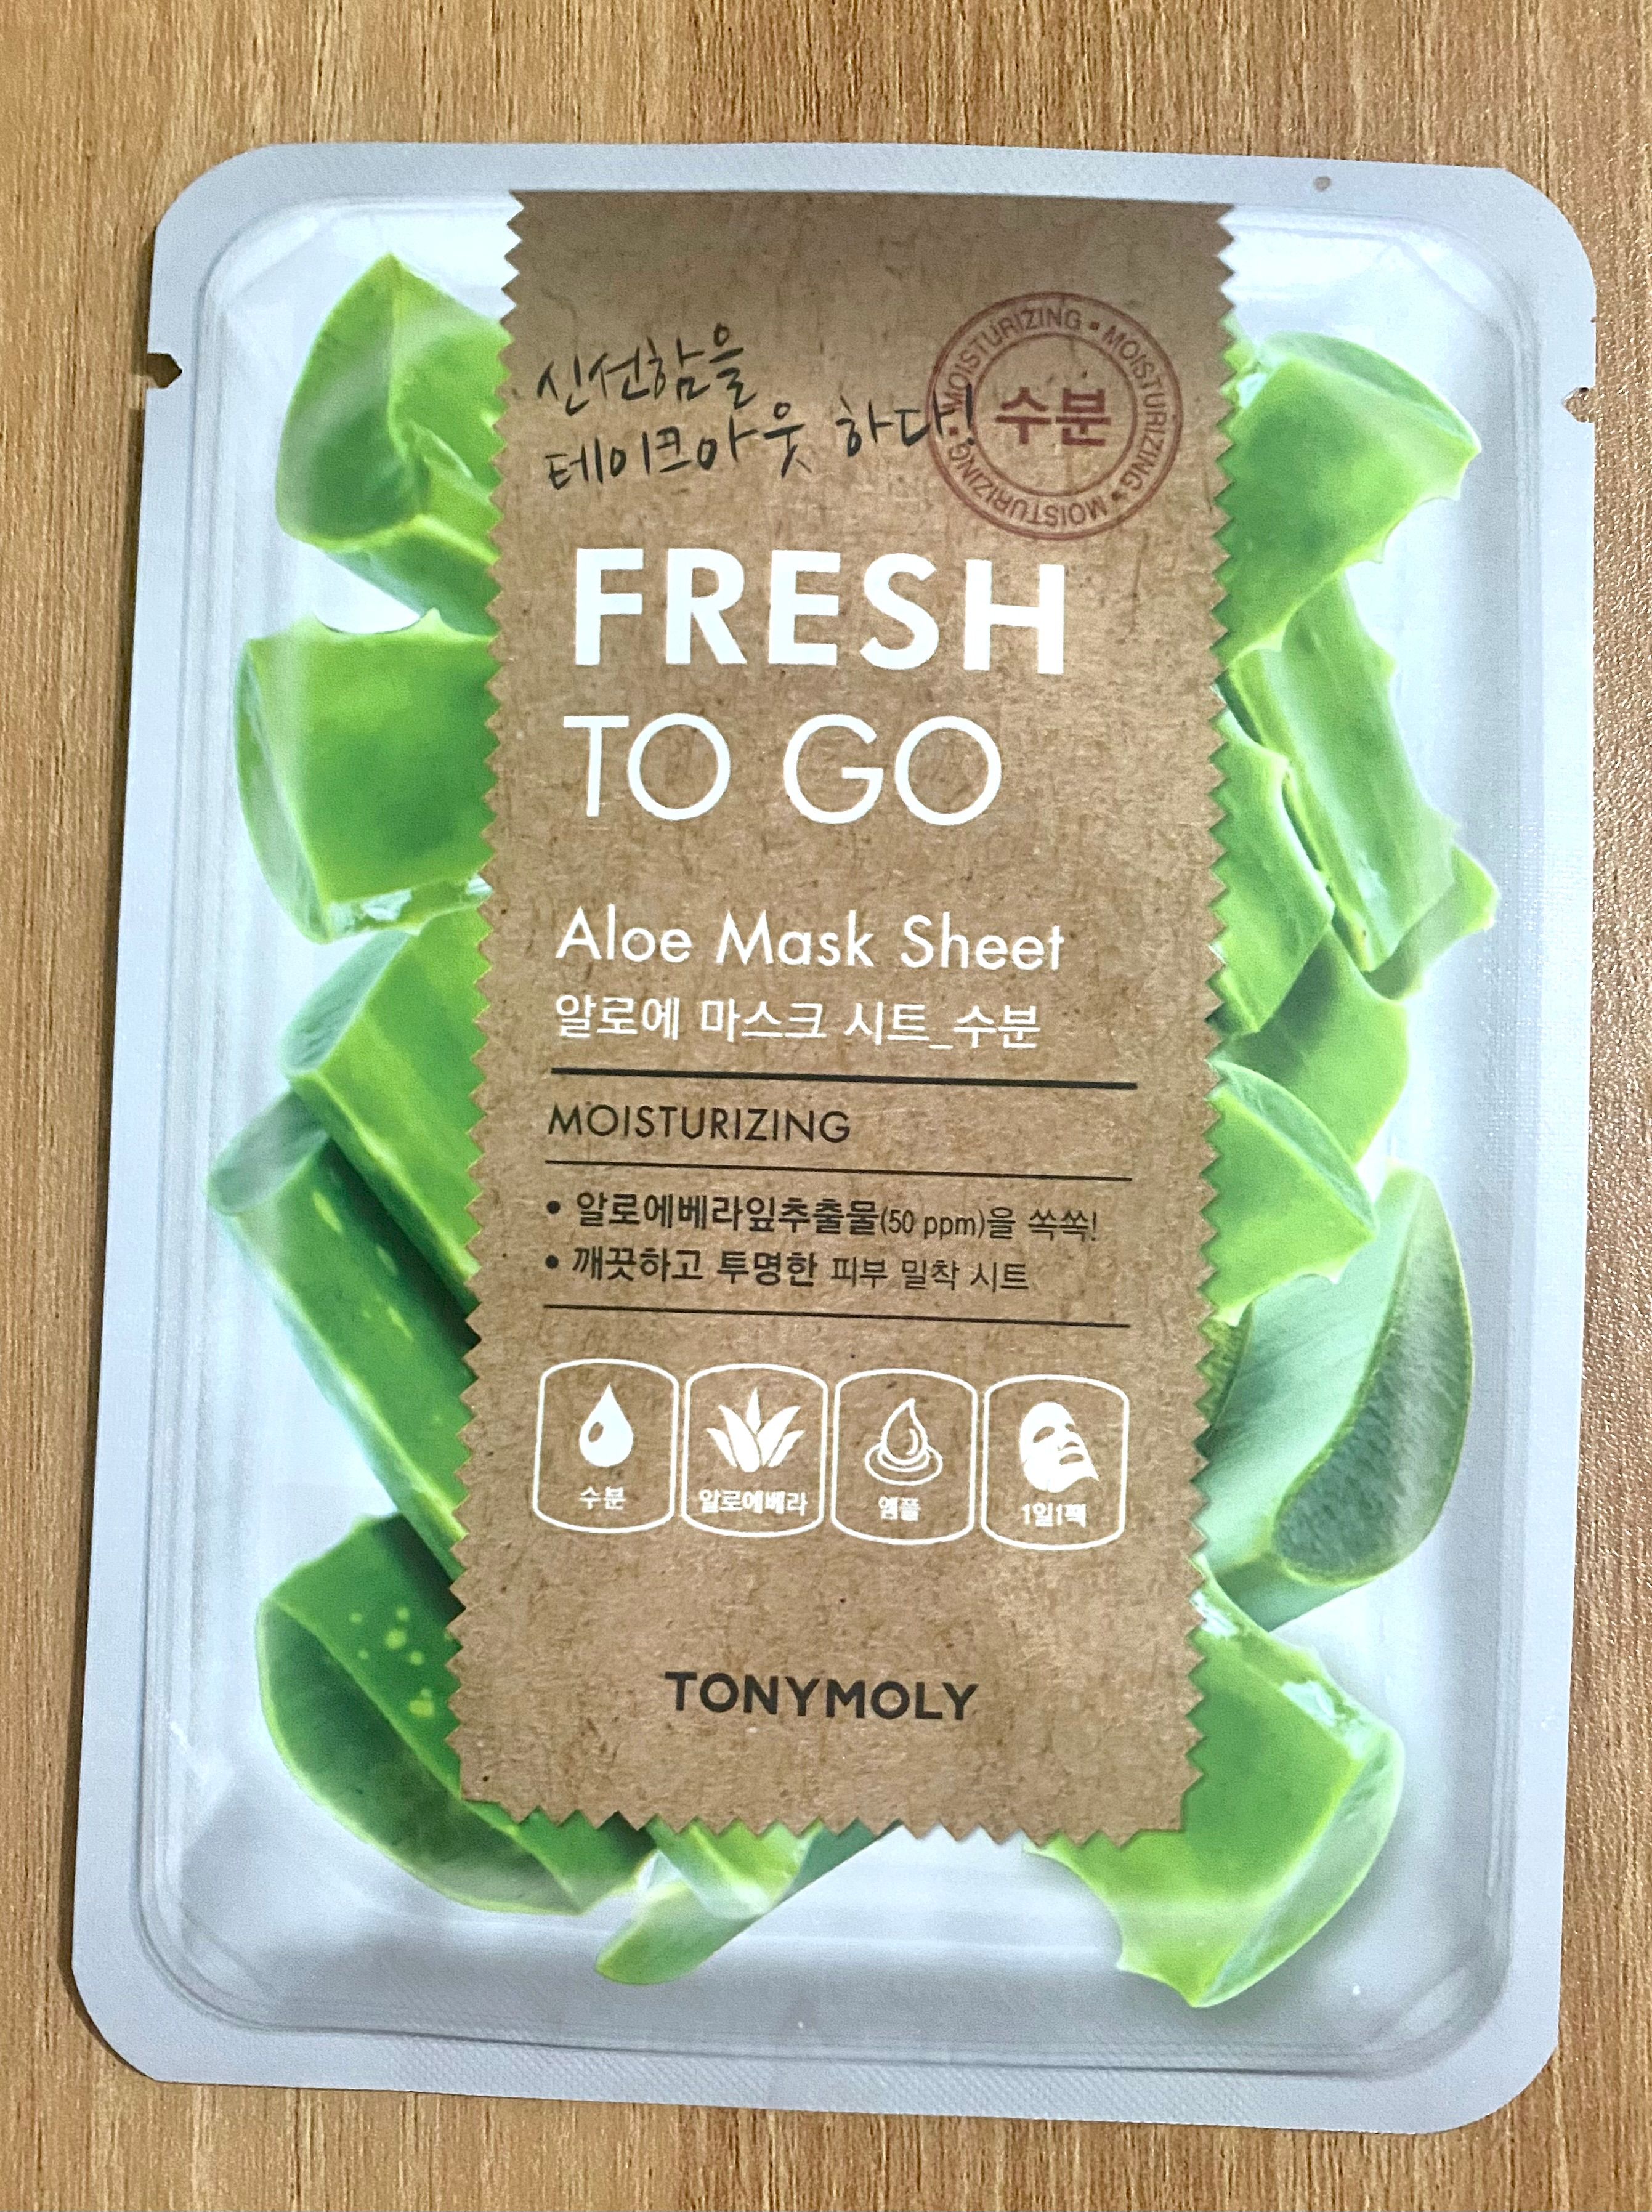 신선함을
테이크아웃 하다!
MOISTURIZING • MOISTURIZING • MOISTURIZING • MOISTURIZING
수분
FRESH
TO GO
Aloe Mask Sheet
알로에 마스크 시트_수분
MOISTURIZING
• 알로에베라잎추출물(50 ppm)을 쏙쏙!
• 깨끗하고 투명한 피부 밀착 시트
수분 알로에베라 앰플 1일1팩
TONYMOLY